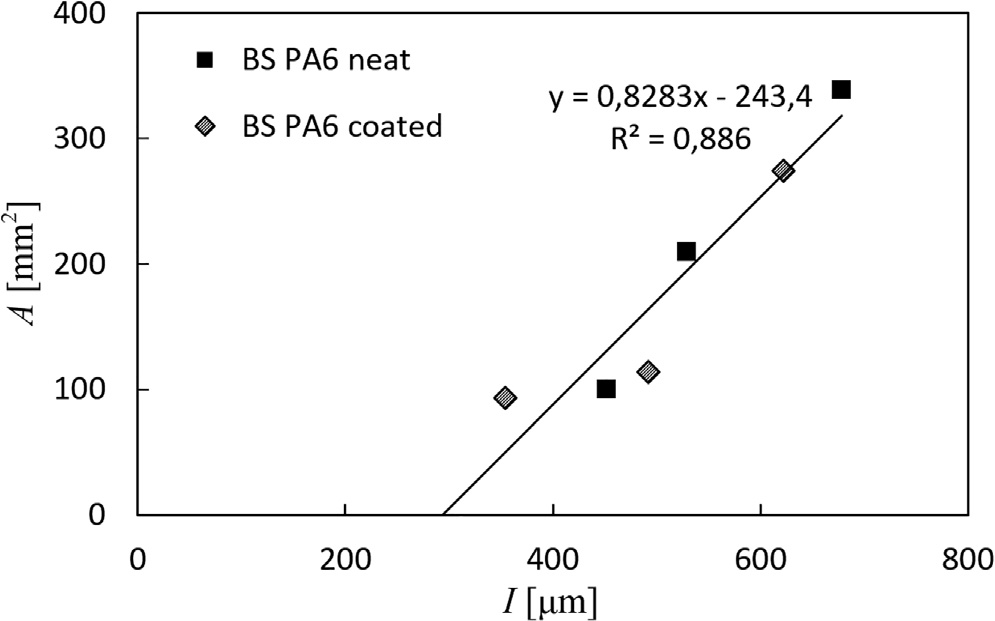 400
300
200
100
0
A [mm²]
BS PA6 neat
BS PA6 coated
y = 0,8283x - 243,4
R² = 0,886
0 200 400 600 800
I [µm]